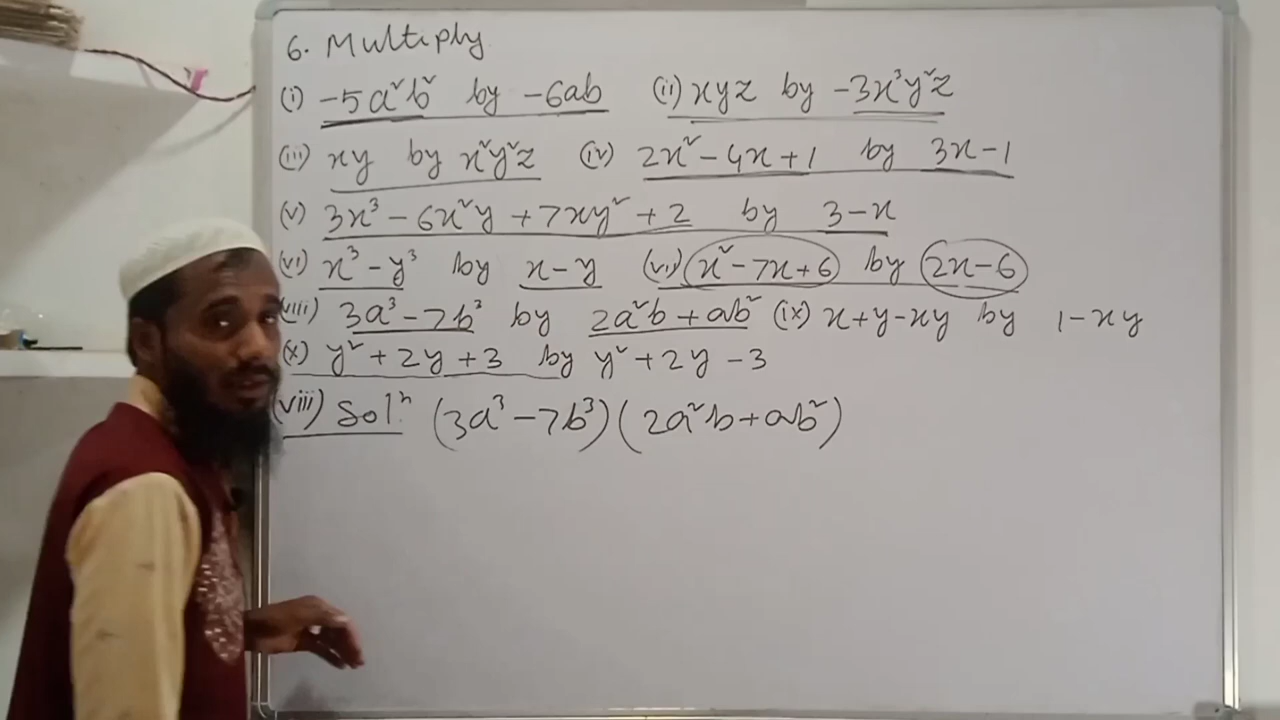 6. Multiply
(i) -5a²b² by -6ab (ii) xyz by -3x³y²z
(iii) xy by x²y²z (iv) 2x²-4x+1 by 3x-1
(v) 3x³-6x²y+7xy²+2 by 3-x
(vi) x³-y³ by x-y (vii) x²-7x+6 by 2x-6
(viii) 3a³-7b³ by 2a²b+ab² (ix) x+y-xy by 1-xy
(x) y²+2y+3 by y²+2y-3
(viii) Solⁿ. (3a³-7b³)(2a²b+ab²)